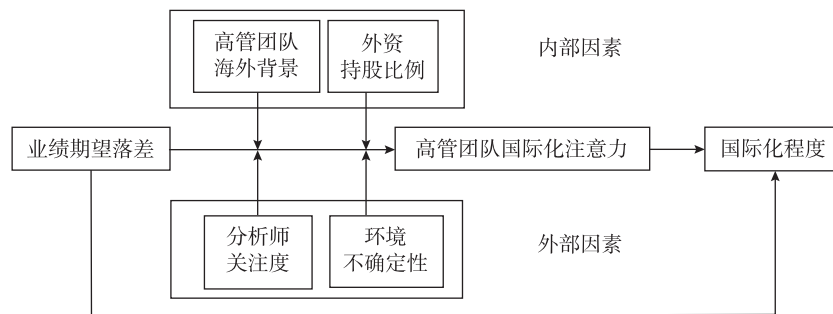 高管团队
海外背景
外资
持股比例
内部因素
业绩期望落差
高管团队国际化注意力
国际化程度
分析师
关注度
环境
不确定性
外部因素